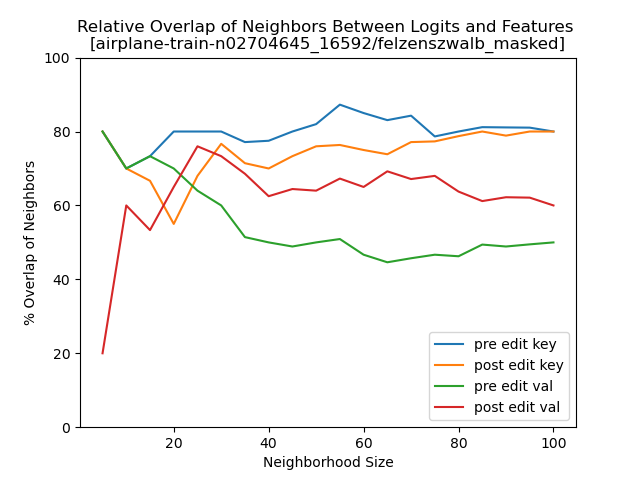 Relative Overlap of Neighbors Between Logits and Features
[airplane-train-n02704645_16592/felzenszwalb_masked]
100
80
60
40
20
0
% Overlap of Neighbors
20 40 60 80 100
Neighborhood Size
pre edit key
post edit key
pre edit val
post edit val